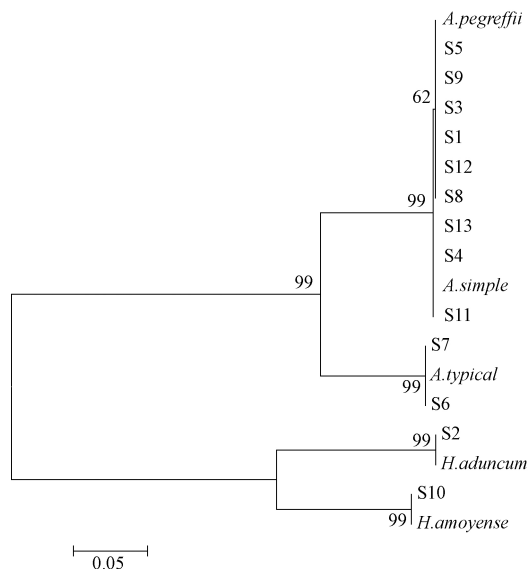 A.pegreffii
S5
S9
62
S3
S1
S12
S8
99
S13
S4
99
A.simple
S11
S7
A.typical
99
S6
S2
99
H.aduncum
S10
99
H.amoyense
0.05